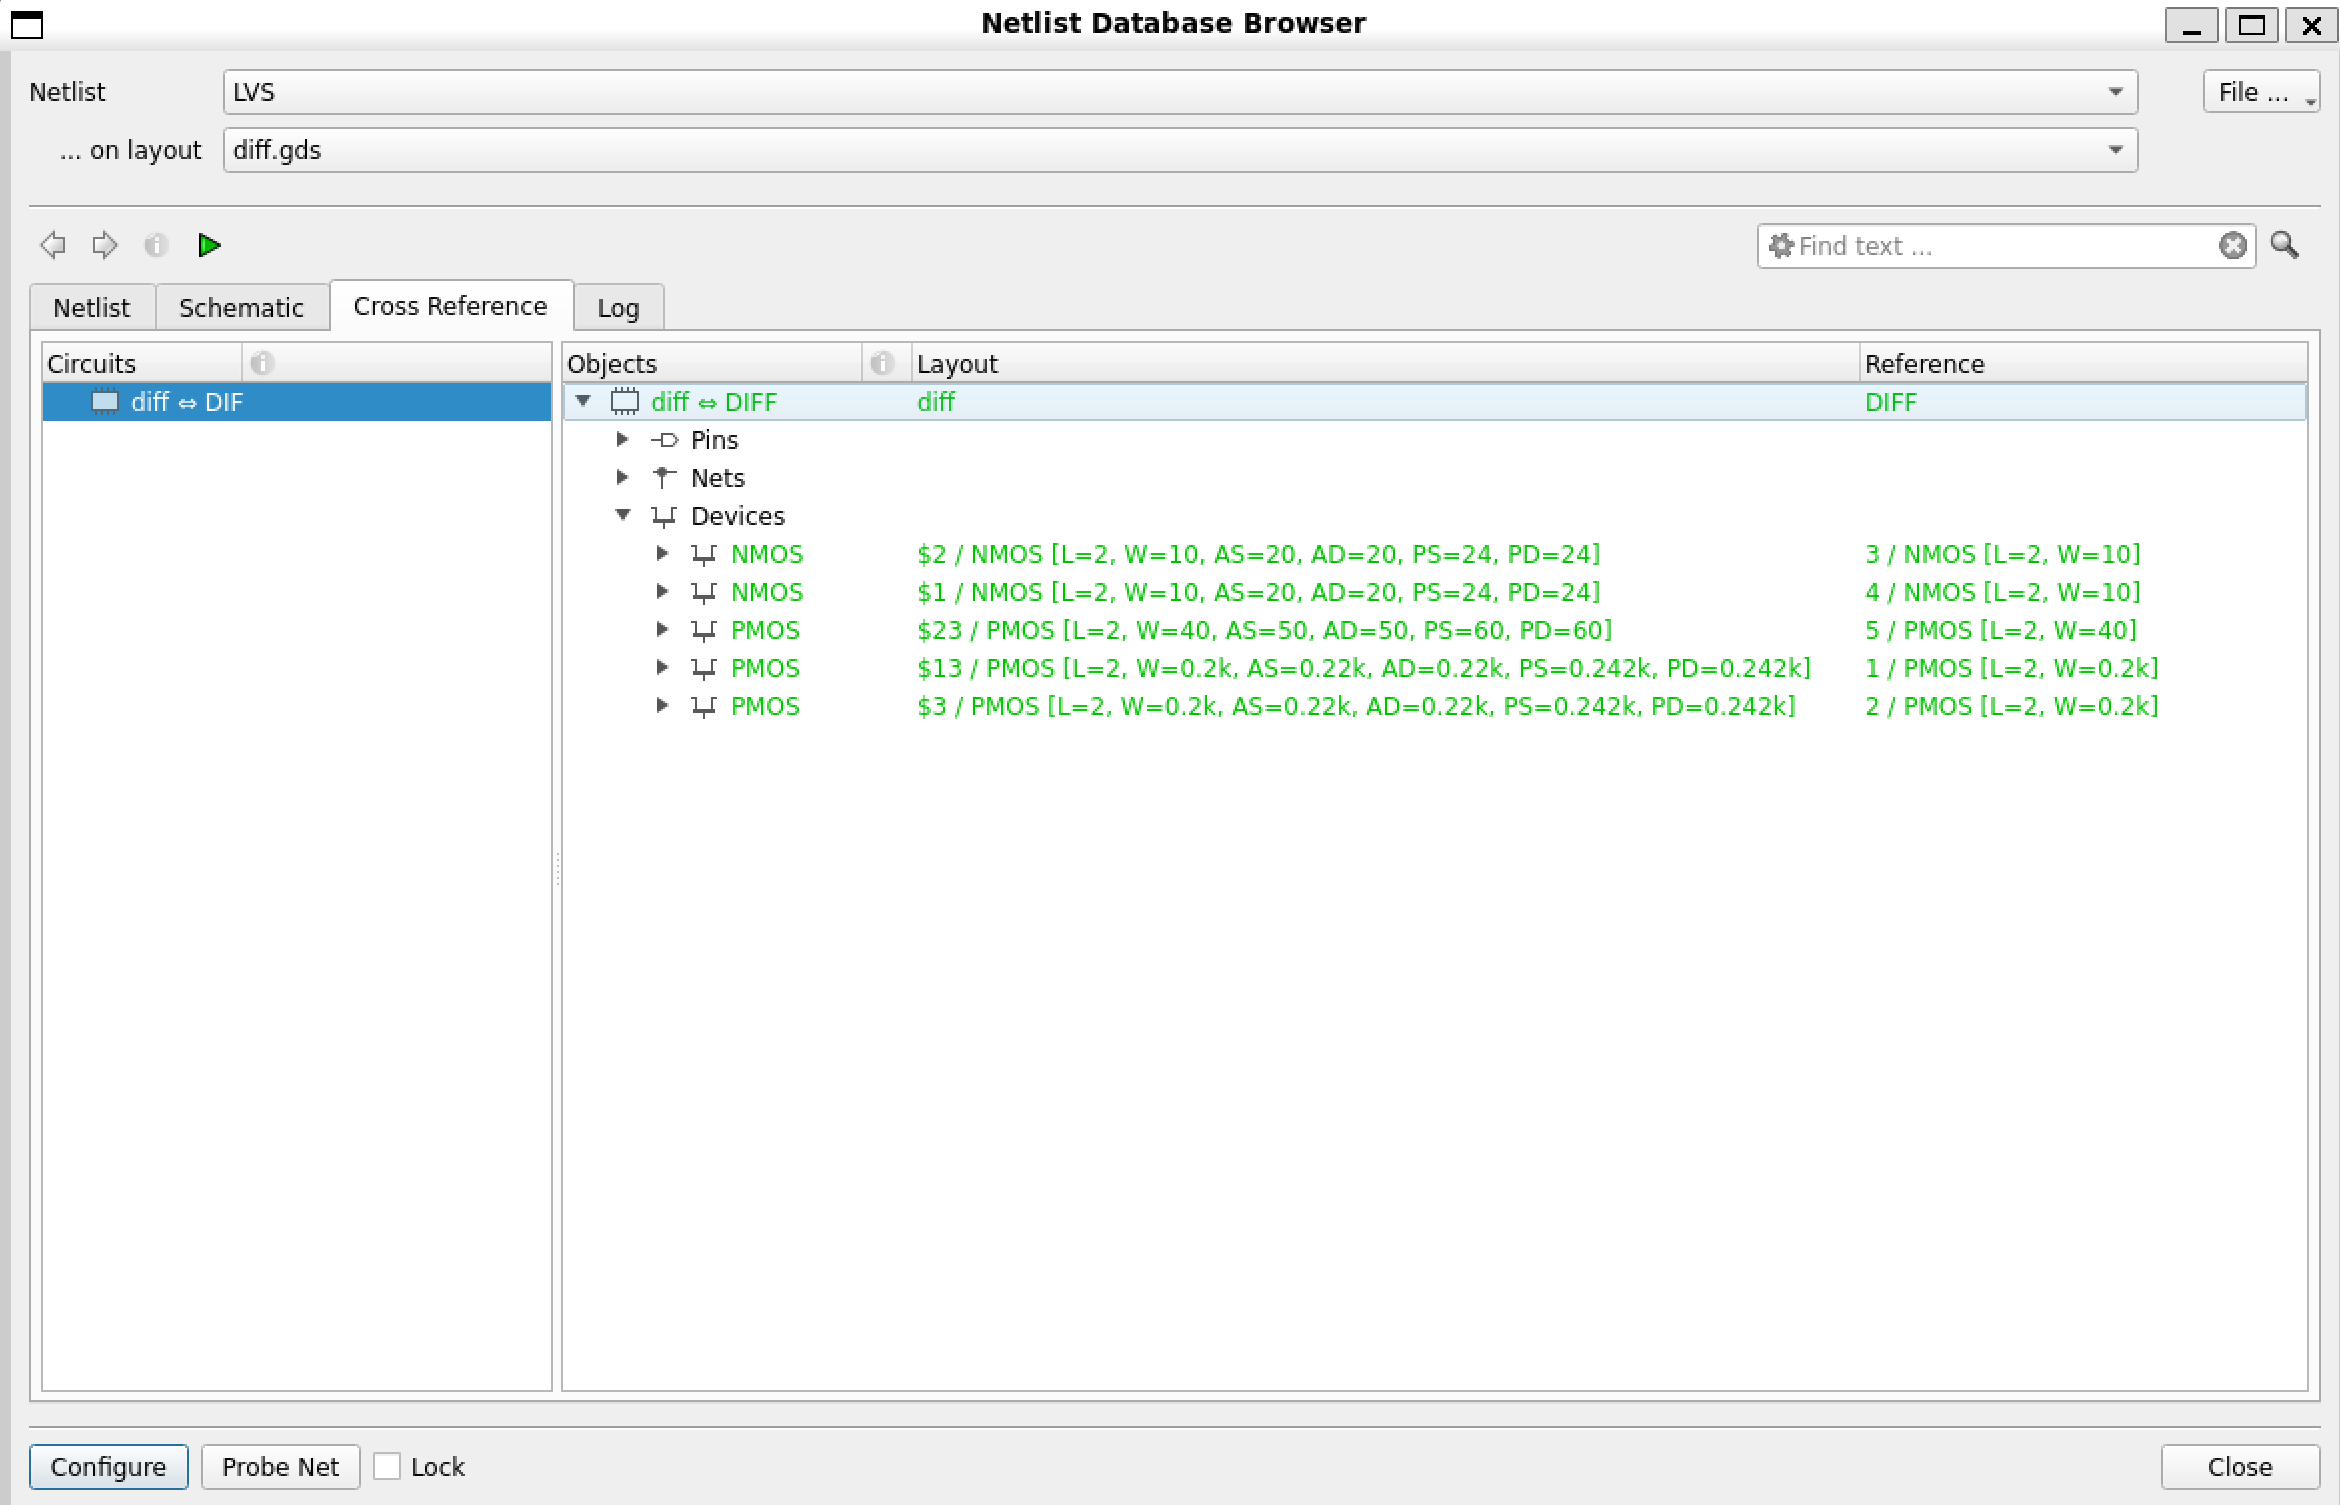 Netlist Database Browser
Netlist LVS File ...
... on layout diff.gds
Find text ...
Netlist Schematic Cross Reference Log
Circuits Objects Layout Reference
diff ⇔ DIF diff ⇔ DIFF diff DIFF
Pins
Nets
Devices
NMOS $2 / NMOS [L=2, W=10, AS=20, AD=20, PS=24, PD=24] 3 / NMOS [L=2, W=10]
NMOS $1 / NMOS [L=2, W=10, AS=20, AD=20, PS=24, PD=24] 4 / NMOS [L=2, W=10]
PMOS $23 / PMOS [L=2, W=40, AS=50, AD=50, PS=60, PD=60] 5 / PMOS [L=2, W=40]
PMOS $13 / PMOS [L=2, W=0.2k, AS=0.22k, AD=0.22k, PS=0.242k, PD=0.242k] 1 / PMOS [L=2, W=0.2k]
PMOS $3 / PMOS [L=2, W=0.2k, AS=0.22k, AD=0.22k, PS=0.242k, PD=0.242k] 2 / PMOS [L=2, W=0.2k]
Configure Probe Net Lock Close